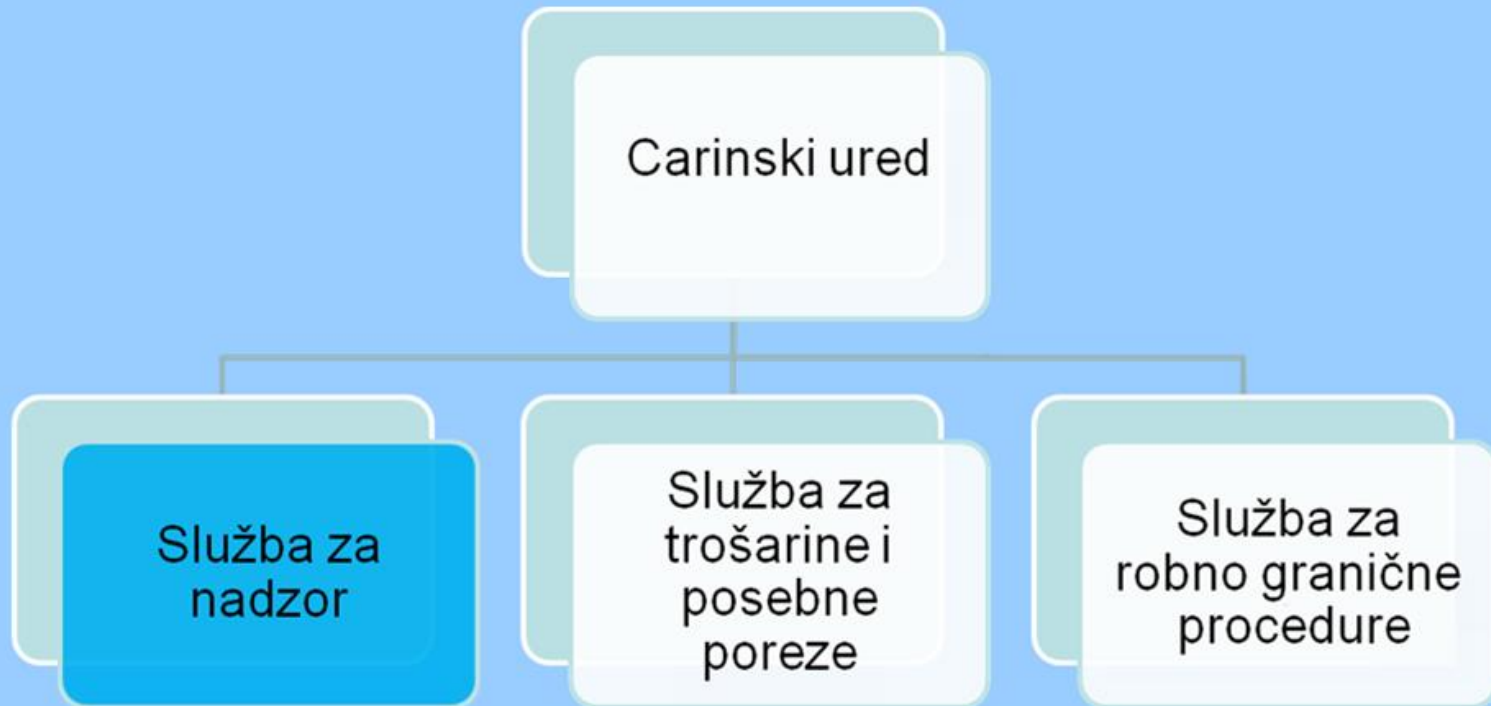 Carinski ured
Služba za
nadzor
Služba za
trošarine i
posebne
poreze
Služba za
robno granične
procedure